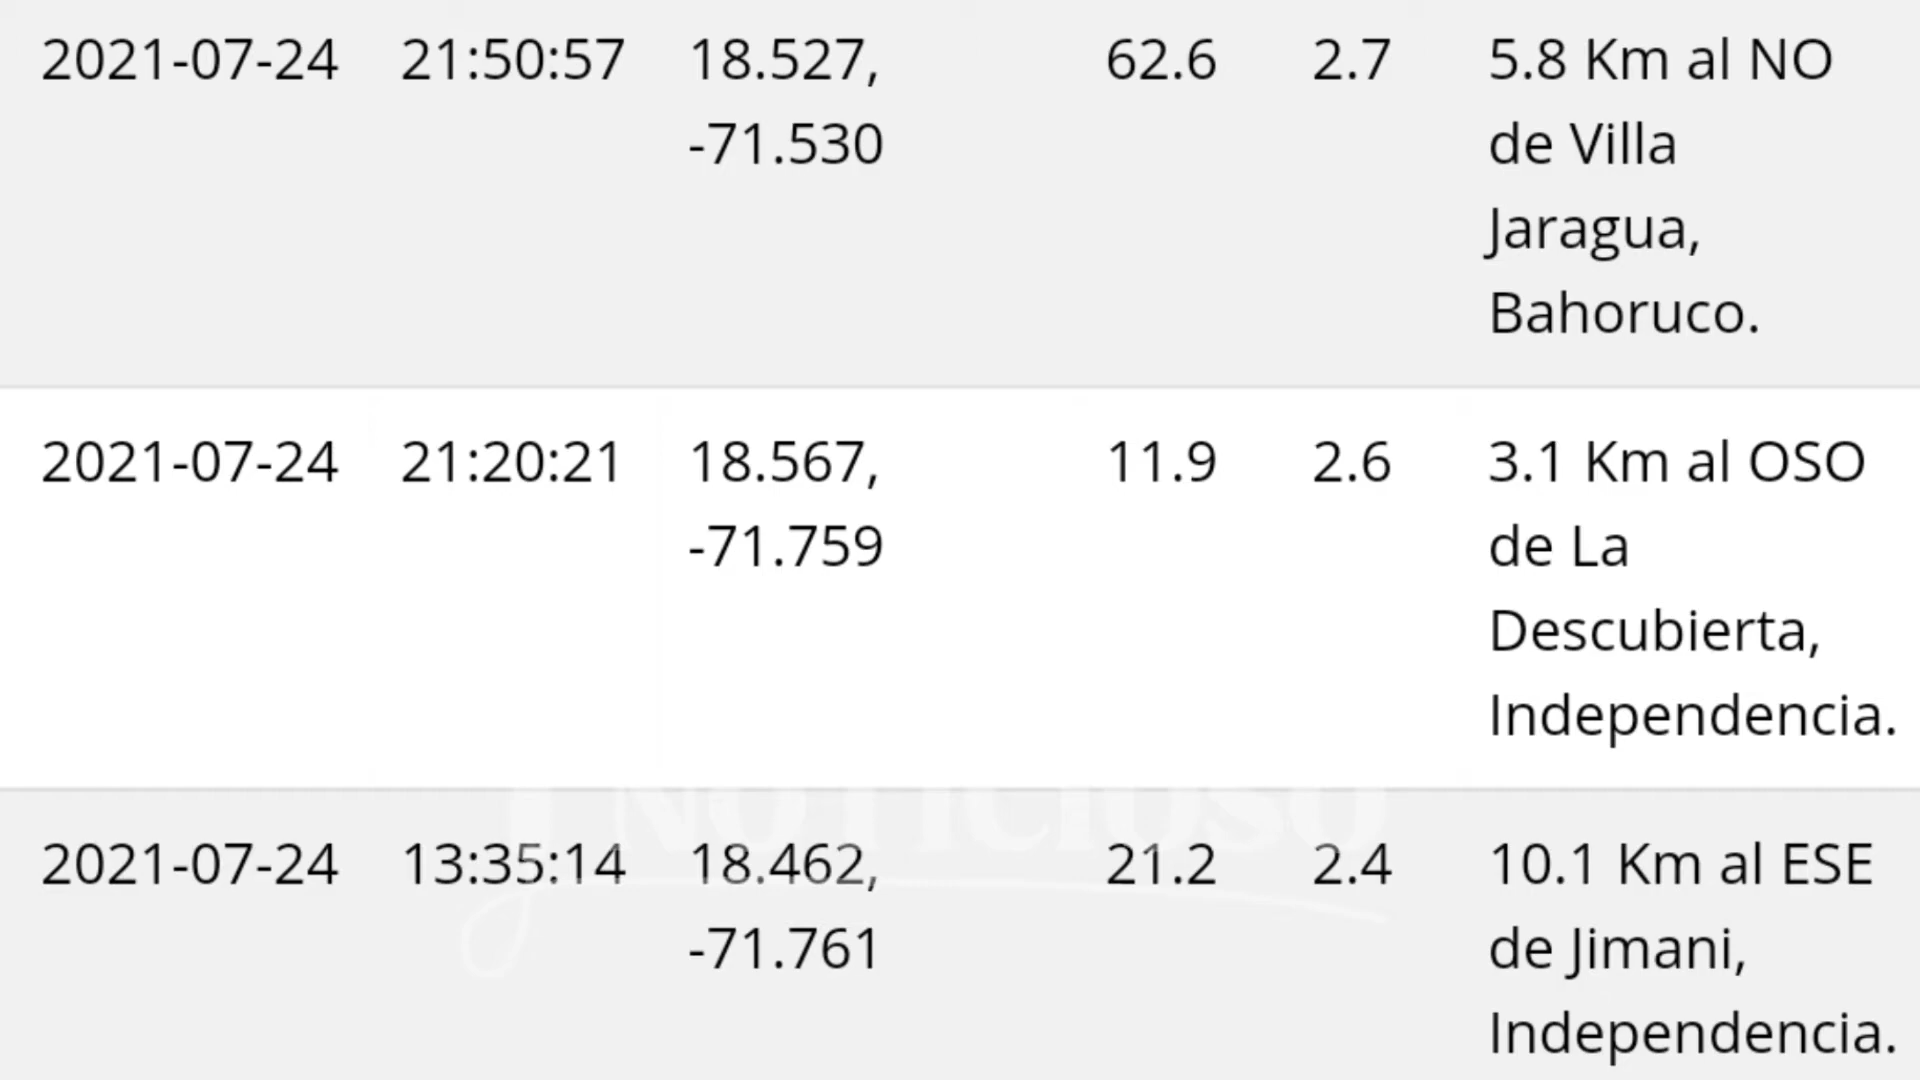 2021-07-24 21:50:57 18.527, 62.6 2.7 5.8 Km al NO
-71.530 de Villa
Jaragua,
Bahoruco.
2021-07-24 21:20:21 18.567, 11.9 2.6 3.1 Km al OSO
-71.759 de La
Descubierta,
Independencia.
NOTICIOSO
2021-07-24 13:35:14 18.462, 21.2 2.4 10.1 Km al ESE
-71.761 de Jimani,
Independencia.